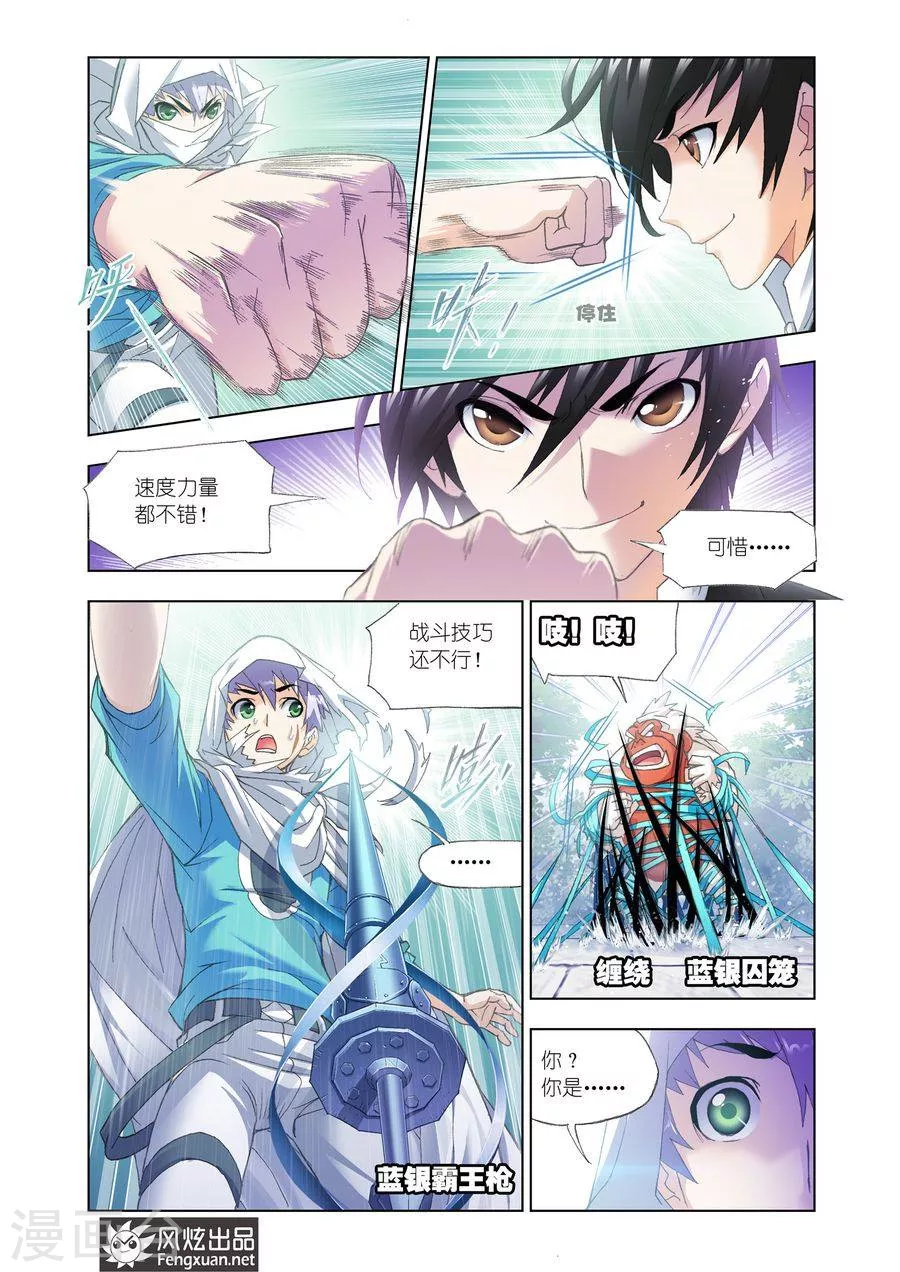 呼
咔！
停住
速度力量
都不错！
可惜……
战斗技巧
还不行！
嘭！
……
蓝银霸王枪
吱！吱！
缠绕 蓝银囚笼
你？
你是……
漫画台
风炫出品
Fengxuan.net